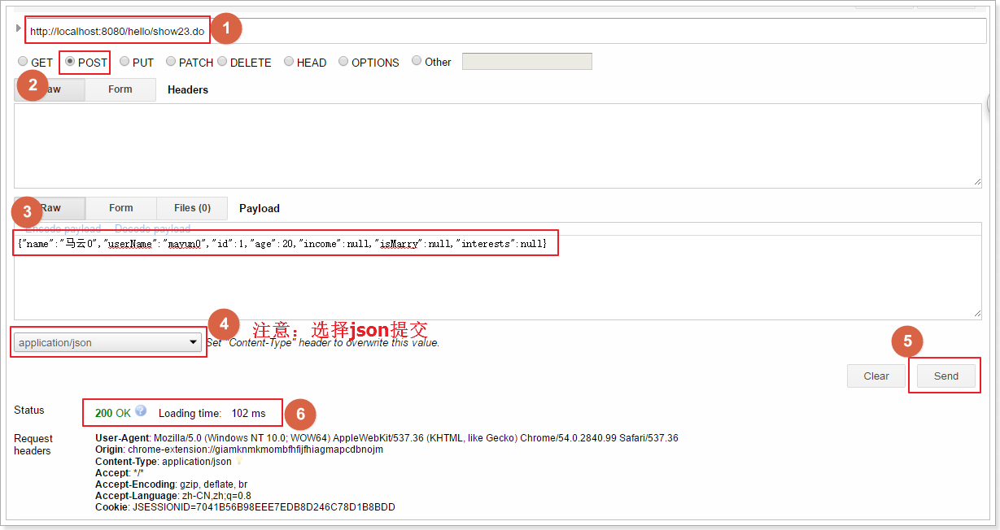 http://localhost:8080/hello/show23.do 1
GET POST PUT PATCH DELETE HEAD OPTIONS Other
2 aw Form Headers
3 Raw Form Files (0) Payload
Encode payload Decode payload
{"name":"马云0","userName":"mayun0","id":1,"age":20,"income":null,"isMarry":null,"interests":null}
4 注意：选择json提交
application/json Set "Content-Type" header to overwrite this value.
5
Clear Send
Status 200 OK ? Loading time: 102 ms 6
Request headers
User-Agent: Mozilla/5.0 (Windows NT 10.0; WOW64) AppleWebKit/537.36 (KHTML, like Gecko) Chrome/54.0.2840.99 Safari/537.36
Origin: chrome-extension://giamknmkmombfhfijfhiagmapcdbnojm
Content-Type: application/json
Accept: */*
Accept-Encoding: gzip, deflate, br
Accept-Language: zh-CN,zh;q=0.8
Cookie: JSESSIONID=7041B56B98EEE7EDB8D246C78D1B8BDD